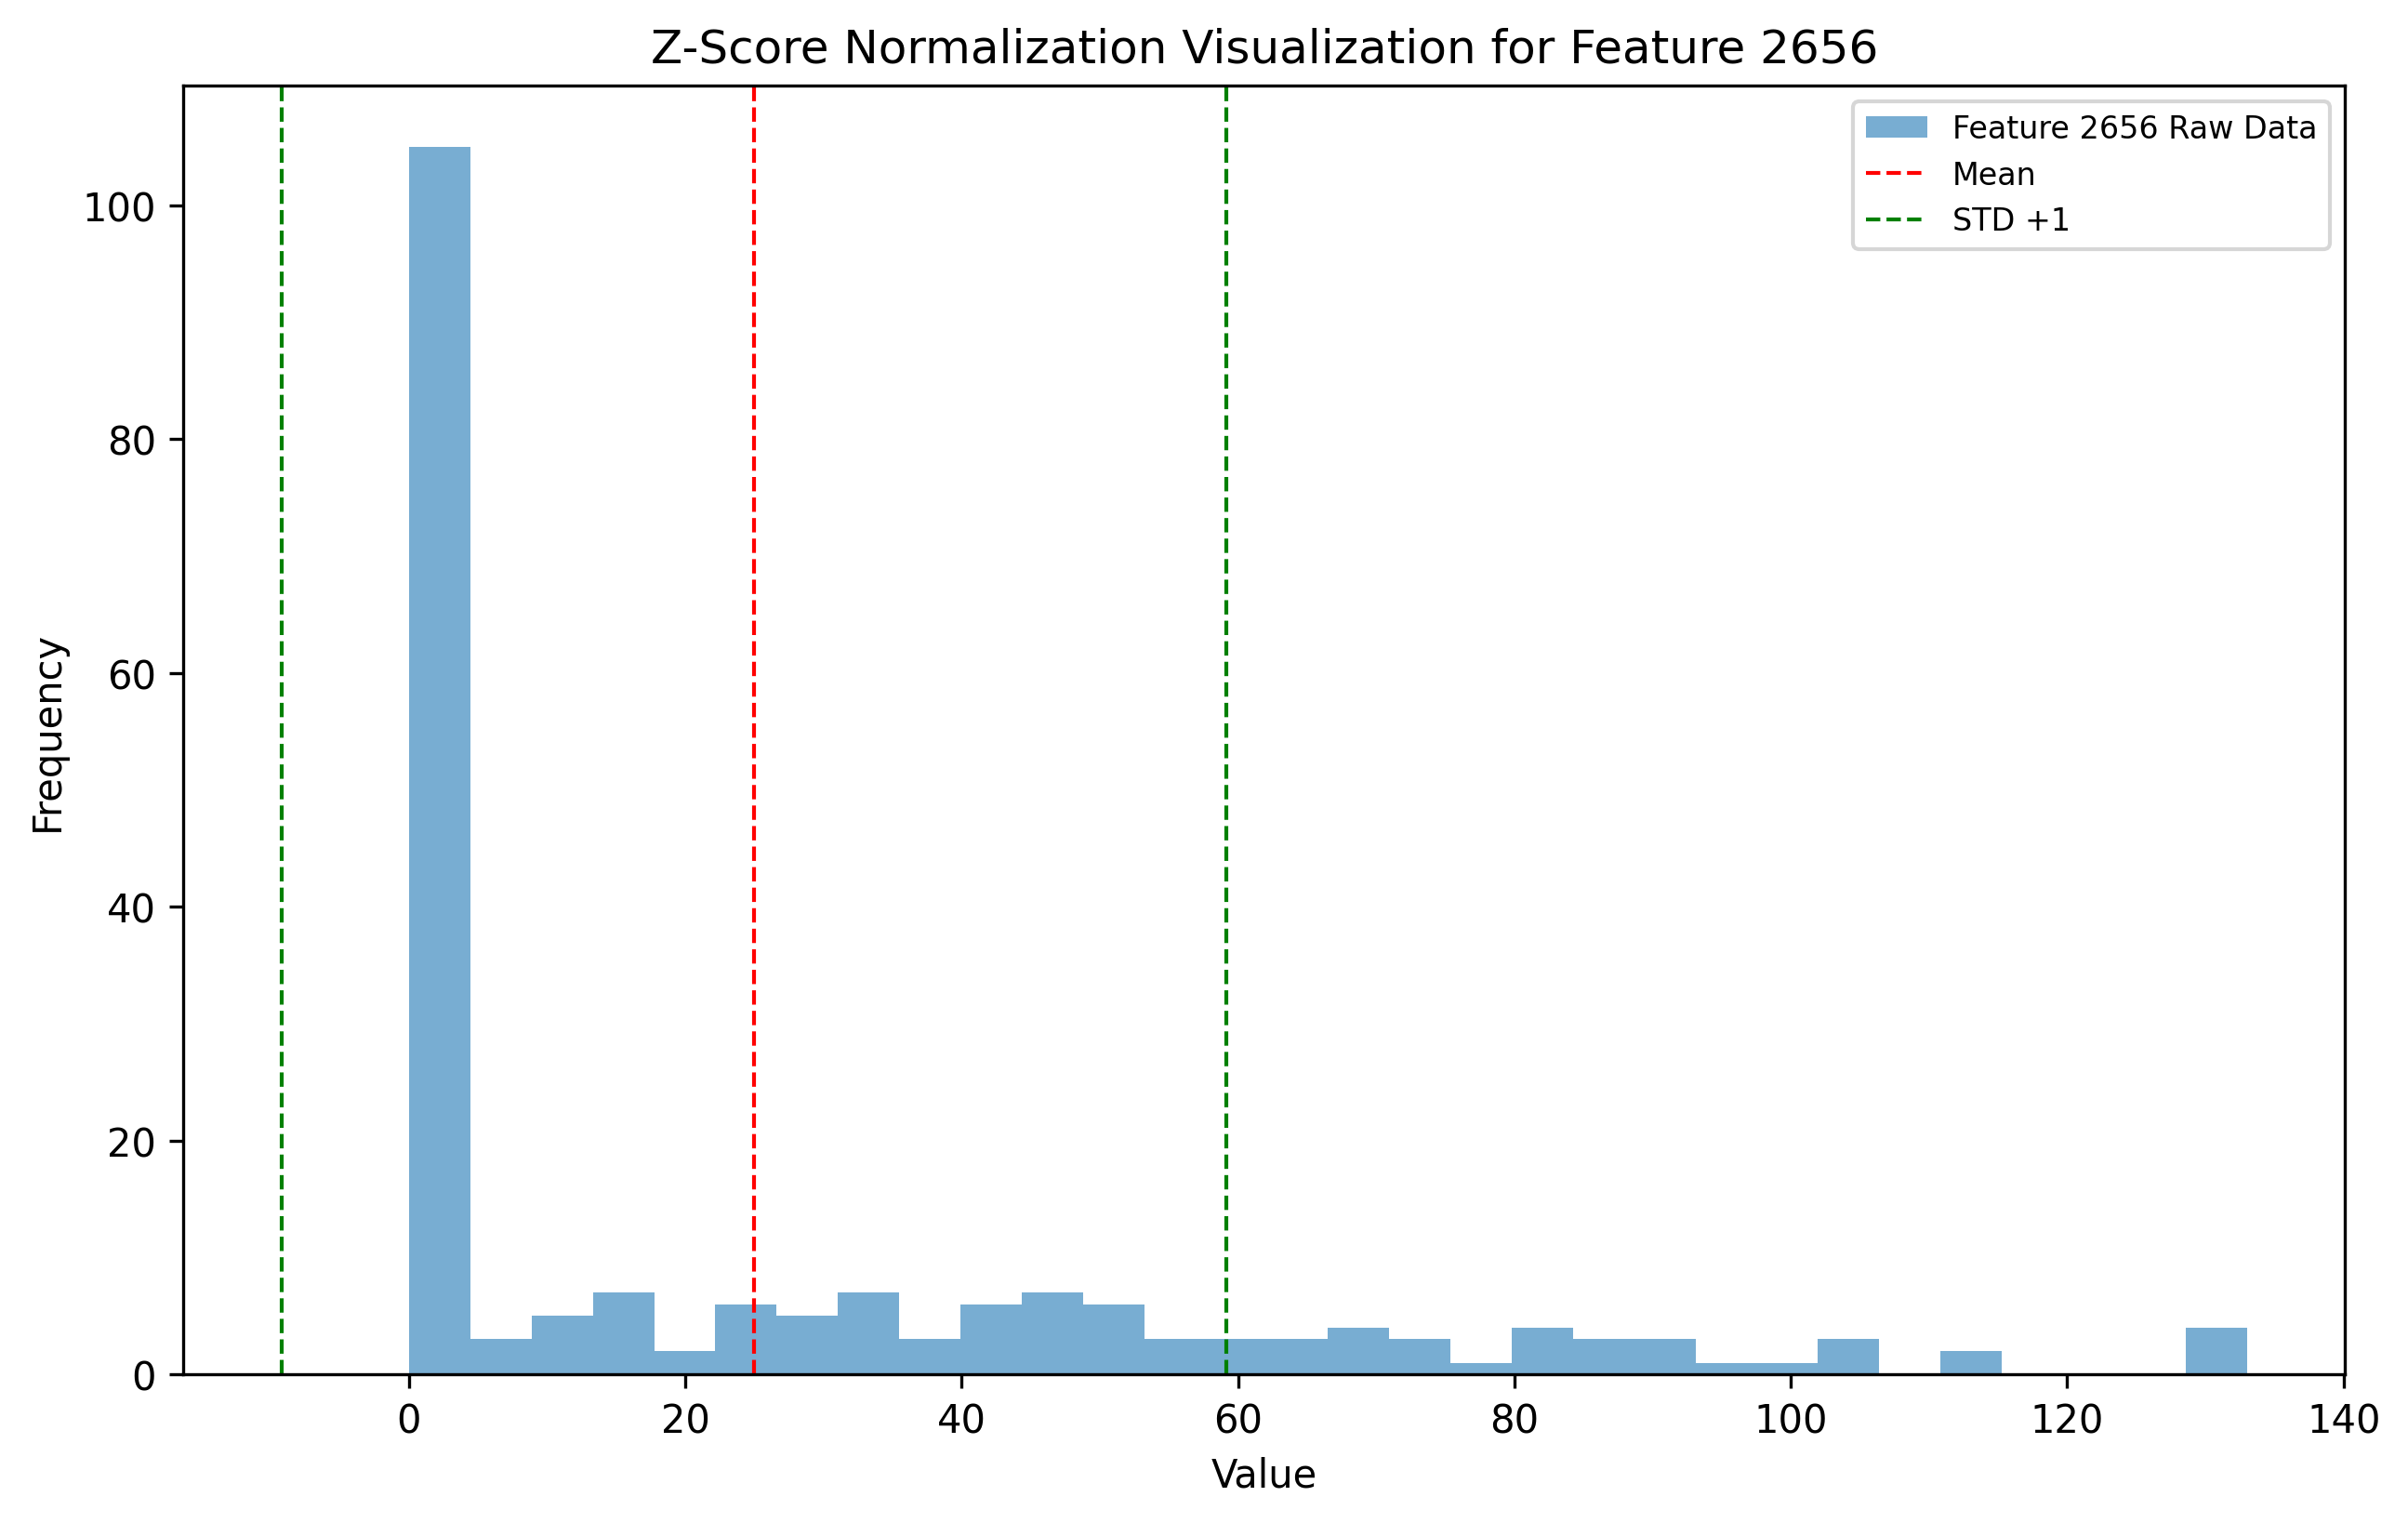 Z-Score Normalization Visualization for Feature 2656
Feature 2656 Raw Data
Mean
STD +1
100
80
60
40
20
0
Frequency
0 20 40 60 80 100 120 140
Value